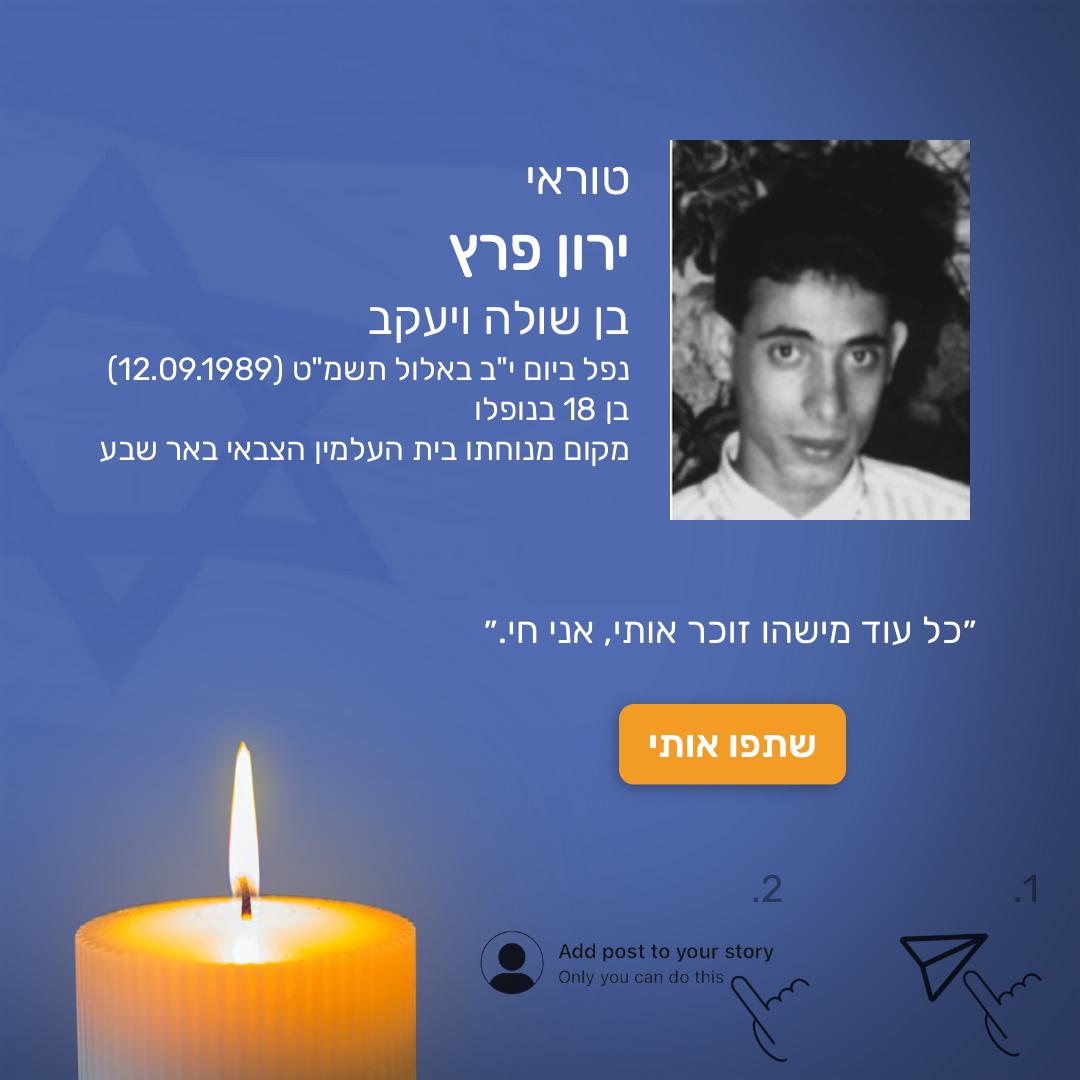 טוראי
ירון פרץ
בן שולה ויעקב
נפל ביום י"ב באלול תשמ"ט (12.09.1989)
בן 18 בנופלו
מקום מנוחתו בית העלמין הצבאי באר שבע
״כל עוד מישהו זוכר אותי, אני חי.״
שתפו אותי
1.
2.
Add post to your story
Only you can do this